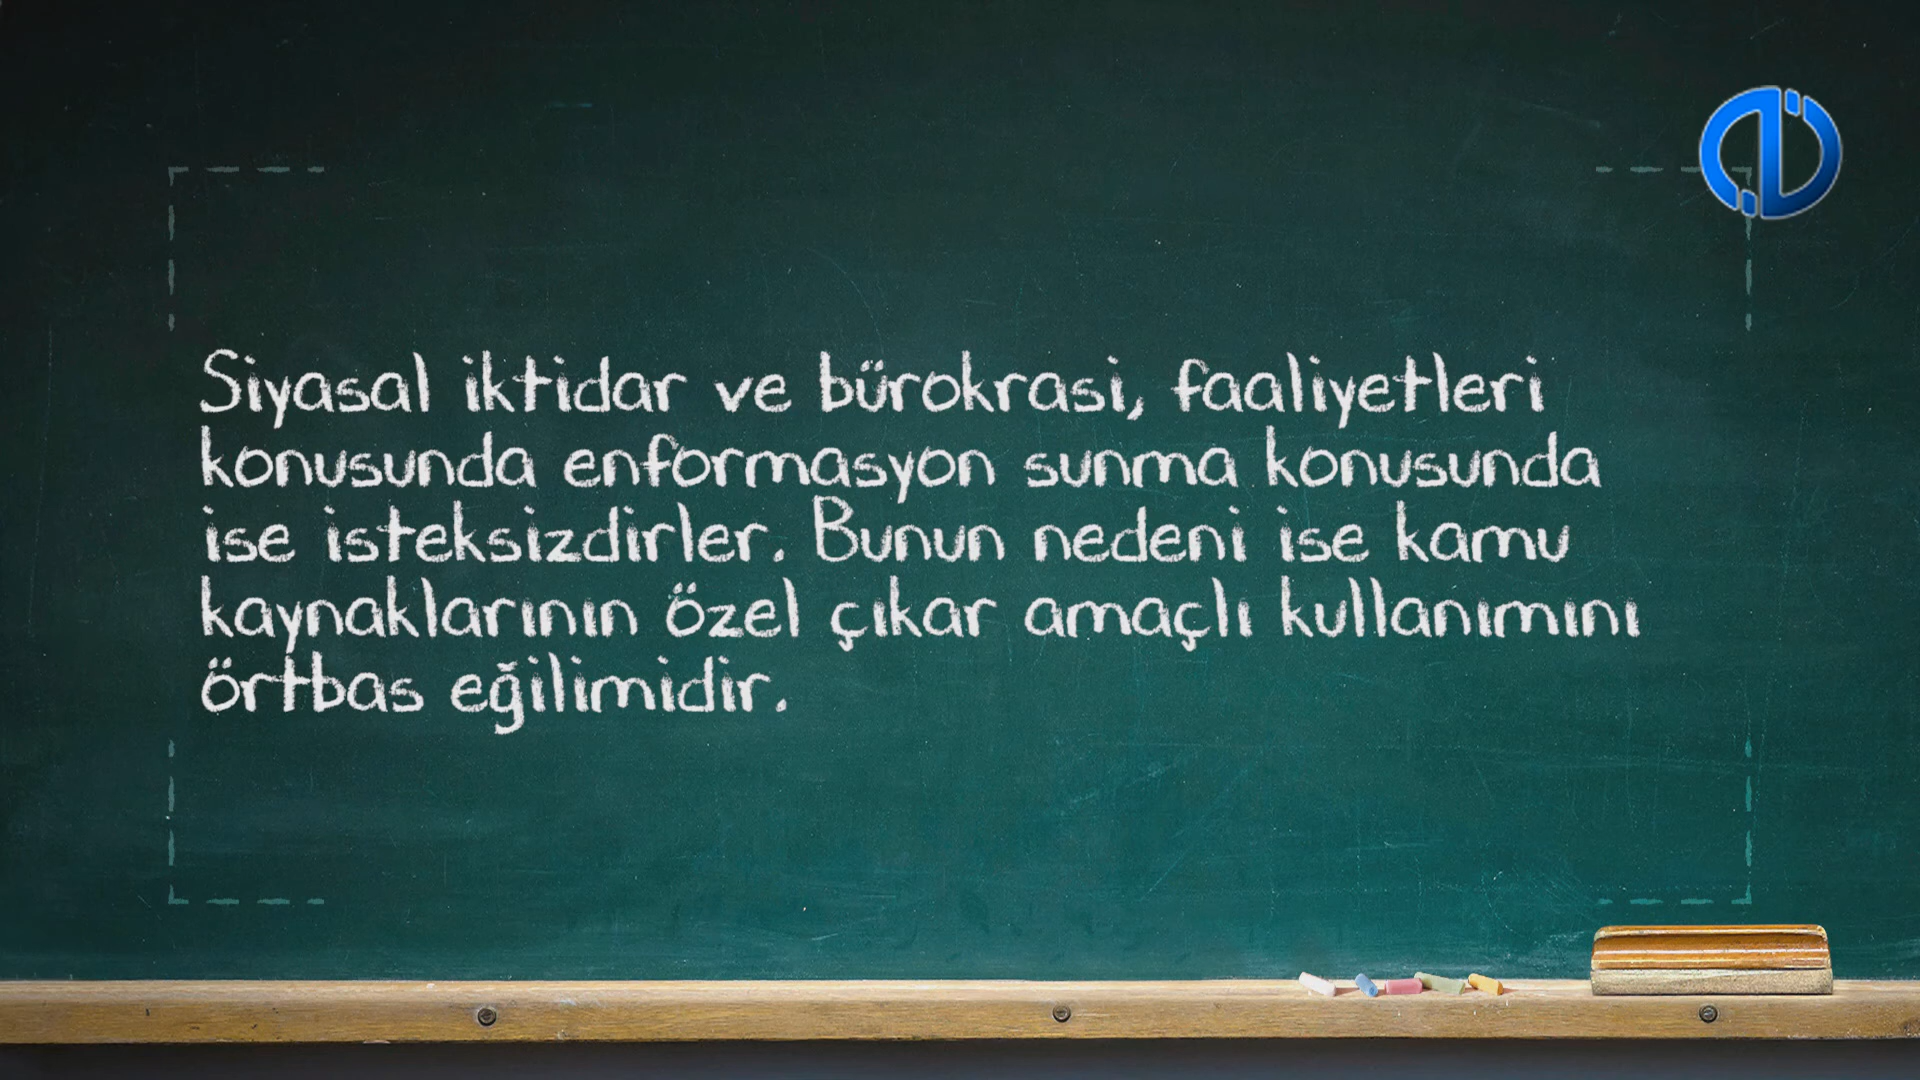 Siyasal iktidar ve bürokrasi, faaliyetleri
konusunda enformasyon sunma konusunda
ise isteksizdirler. Bunun nedeni ise kamu
kaynaklarının özel çıkar amaçlı kullanımını
örtbas eğilimidir.